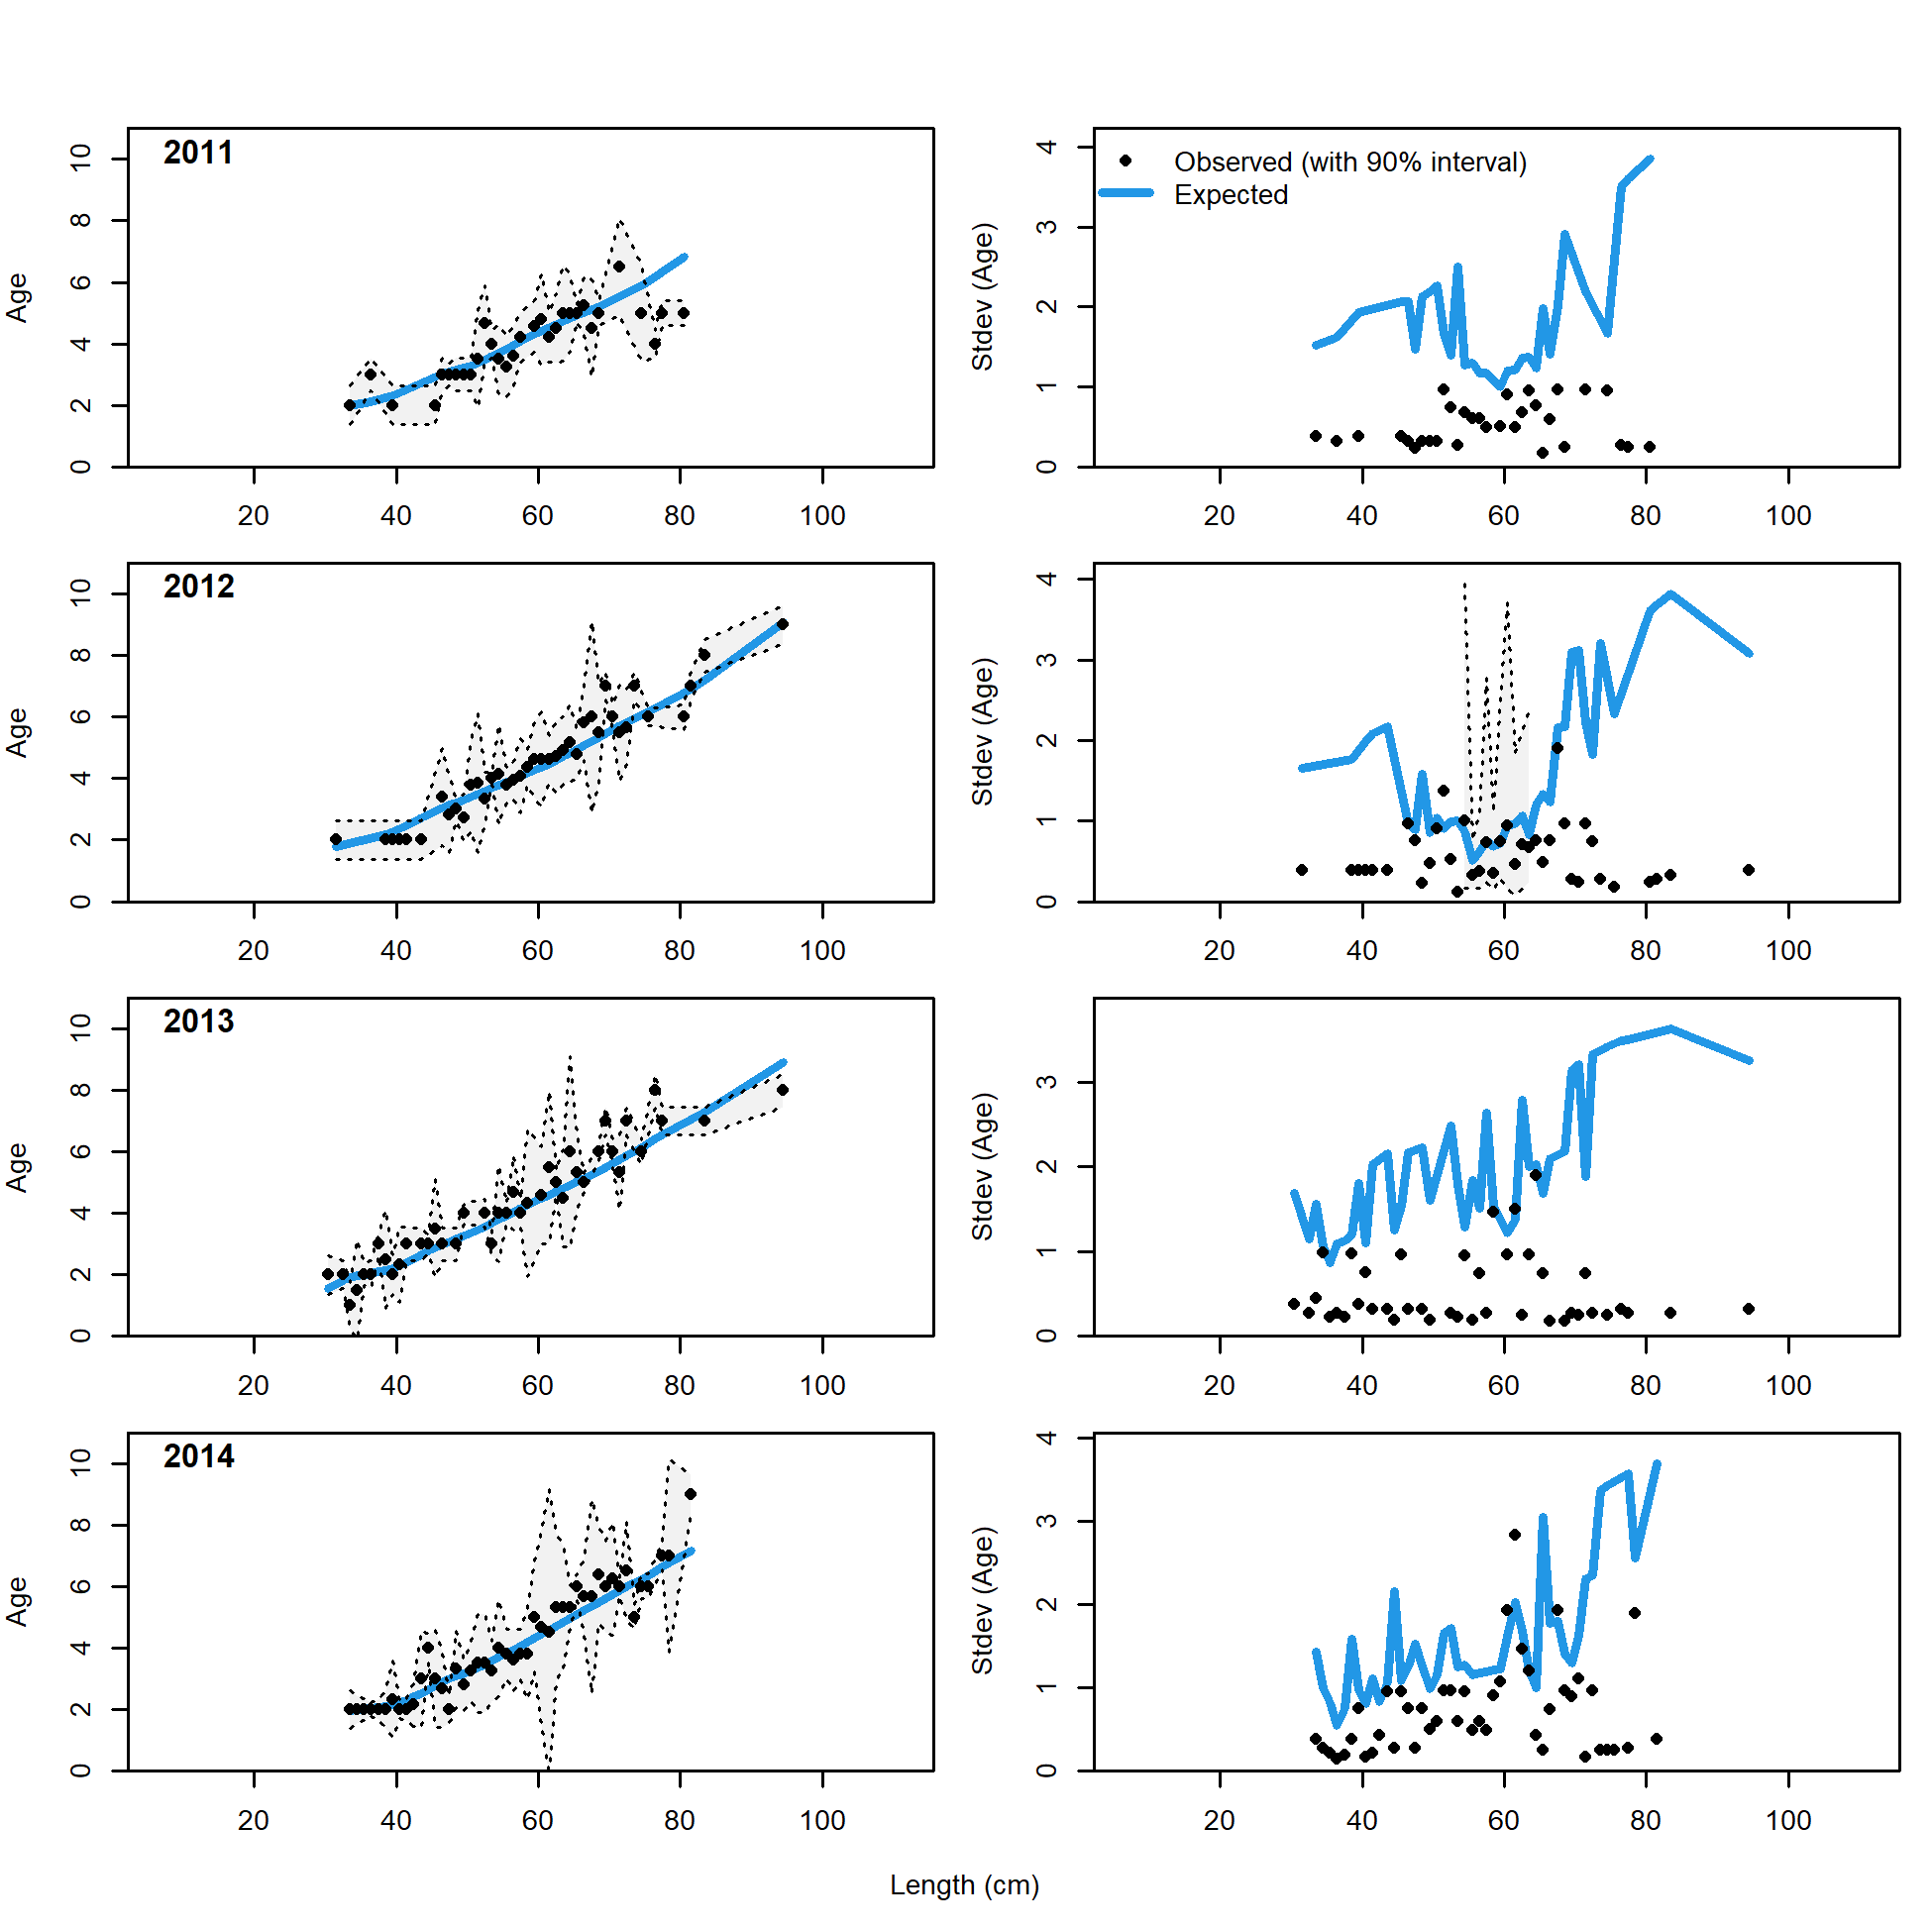 2011
Age
0 2 4 6 8 10
20 40 60 80 100
Observed (with 90% interval)
Expected
Stdev (Age)
0 1 2 3 4
20 40 60 80 100
2012
Age
0 2 4 6 8 10
20 40 60 80 100
Stdev (Age)
0 1 2 3 4
20 40 60 80 100
2013
Age
0 2 4 6 8 10
20 40 60 80 100
Stdev (Age)
0 1 2 3
20 40 60 80 100
2014
Age
0 2 4 6 8 10
20 40 60 80 100
Stdev (Age)
0 1 2 3 4
20 40 60 80 100
Length (cm)